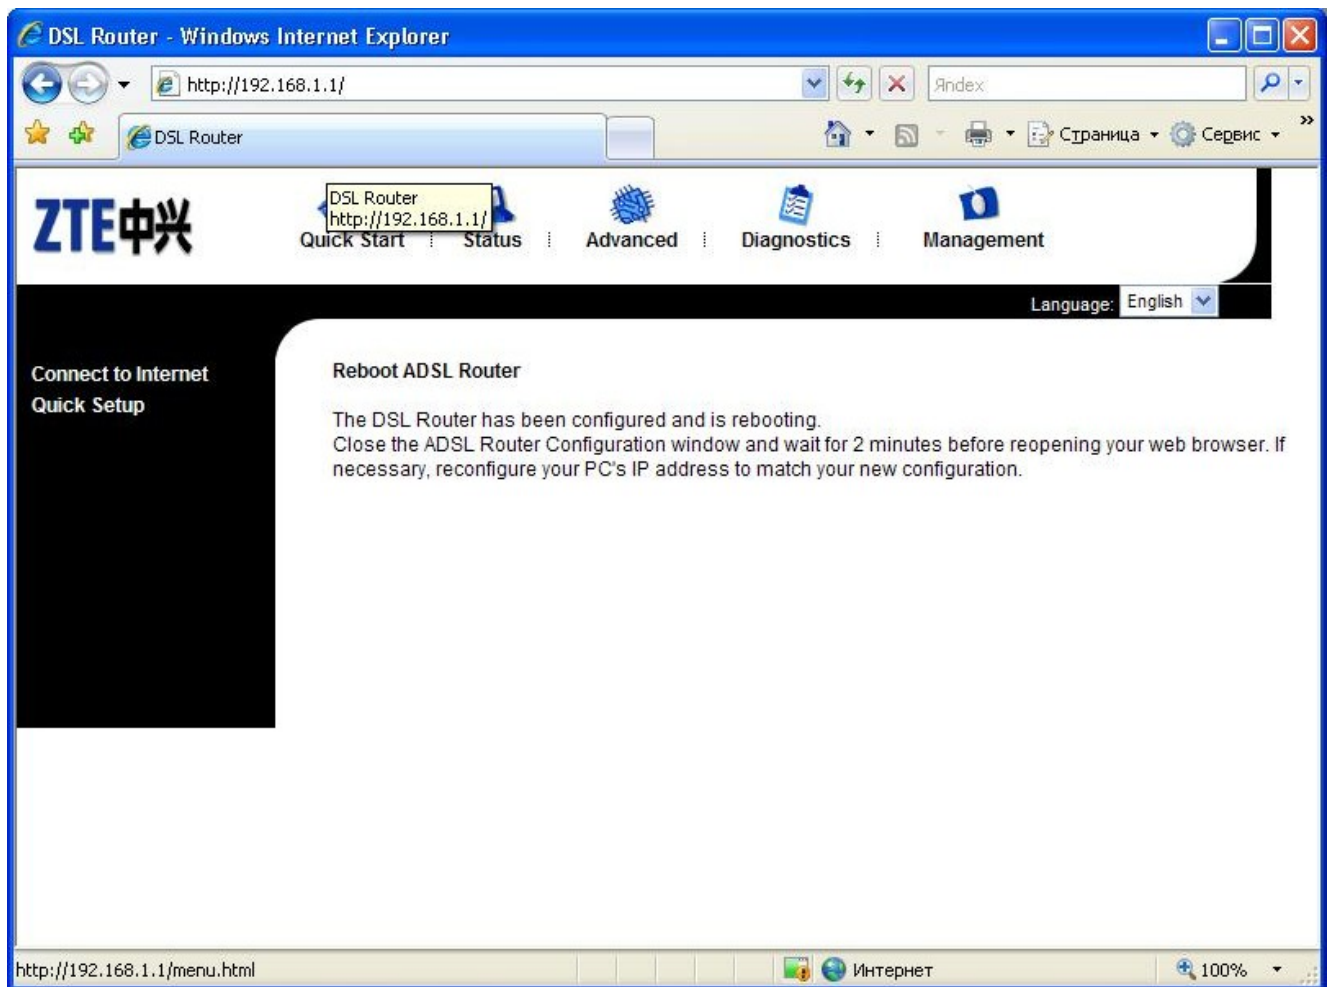 DSL Router - Windows Internet Explorer
http://192.168.1.1/
Яndex
DSL Router
Страница
Сервис
»
ZTE中兴
DSL Router
http://192.168.1.1/
Quick Start
Status
Advanced
Diagnostics
Management
Language: English
Connect to Internet
Quick Setup
Reboot ADSL Router
The DSL Router has been configured and is rebooting.
Close the ADSL Router Configuration window and wait for 2 minutes before reopening your web browser. If
necessary, reconfigure your PC's IP address to match your new configuration.
http://192.168.1.1/menu.html
Интернет
100%